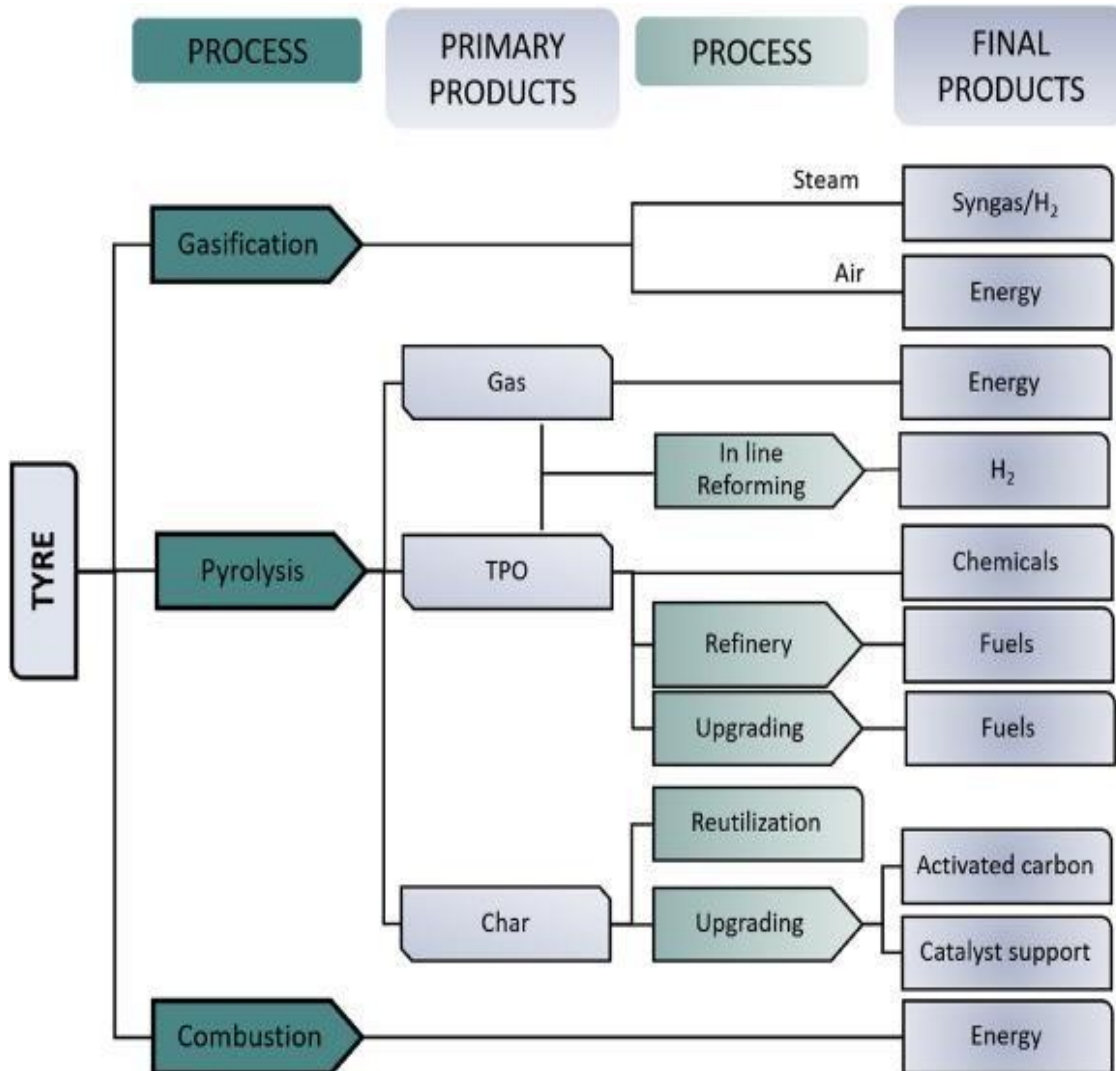 PROCESS
PRIMARY
PRODUCTS
PROCESS
FINAL
PRODUCTS
Steam
Gasification
Syngas/H₂
Air
Energy
Gas
Energy
In line
Reforming
H₂
TYRE
Pyrolysis
TPO
Chemicals
Refinery
Fuels
Upgrading
Fuels
Reutilization
Activated carbon
Char
Upgrading
Catalyst support
Combustion
Energy